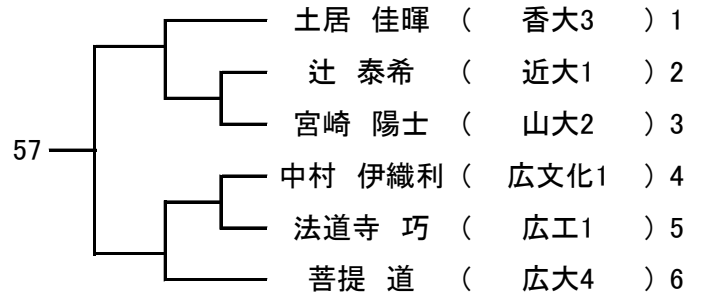 土居 佳暉 ( 香大3 ) 1
辻 泰希 ( 近大1 ) 2
宮崎 陽士 ( 山大2 ) 3
57
中村 伊織利 ( 広文化1 ) 4
法道寺 巧 ( 広工1 ) 5
菩提 道 ( 広大4 ) 6